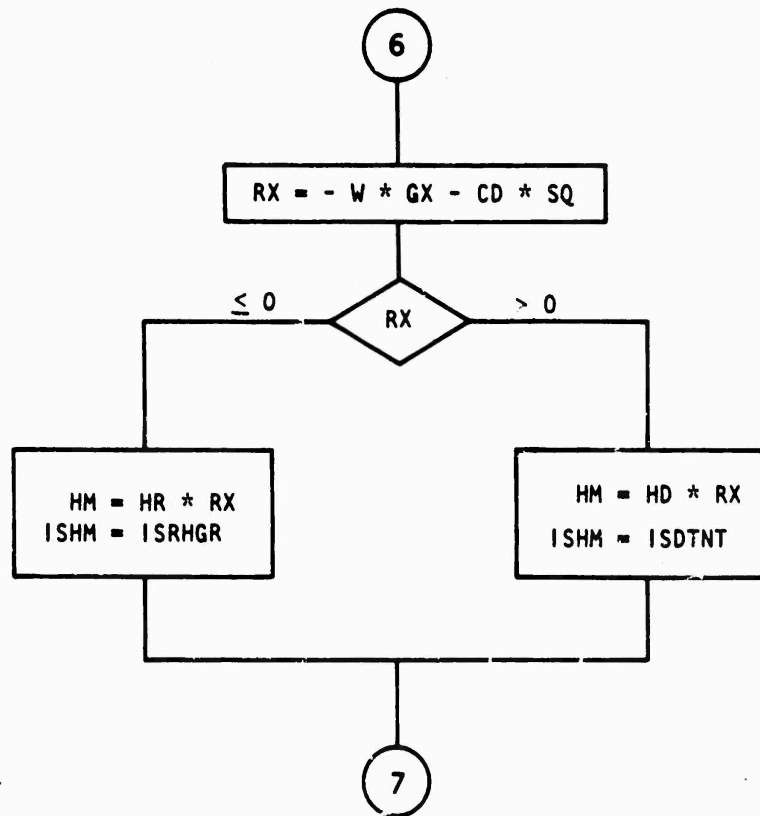 6
RX = - W * GX - CD * SQ
≤ 0
RX
> 0
HM = HR * RX
ISHM = ISRHGR
HM = HD * RX
ISHM = ISDTNT
7